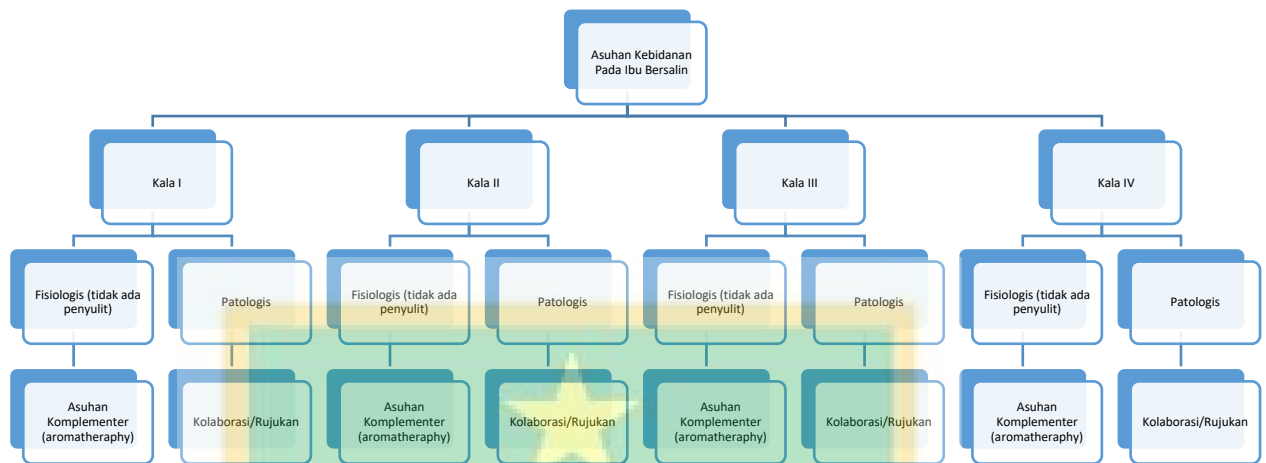 Asuhan Kebidanan
Pada Ibu Bersalin
Kala I
Kala II
Kala III
Kala IV
Fisiologis (tidak ada
penyulit)
Patologis
Fisiologis (tidak ada
penyulit)
Patologis
Fisiologis (tidak ada
penyulit)
Patologis
Fisiologis (tidak ada
penyulit)
Patologis
Asuhan
Komplementer
(aromatheraphy)
Kolaborasi/Rujukan
Asuhan
Komplementer
(aromatheraphy)
Kolaborasi/Rujukan
Asuhan
Komplementer
(aromatheraphy)
Kolaborasi/Rujukan
Asuhan
Komplementer
(aromatheraphy)
Kolaborasi/Rujukan